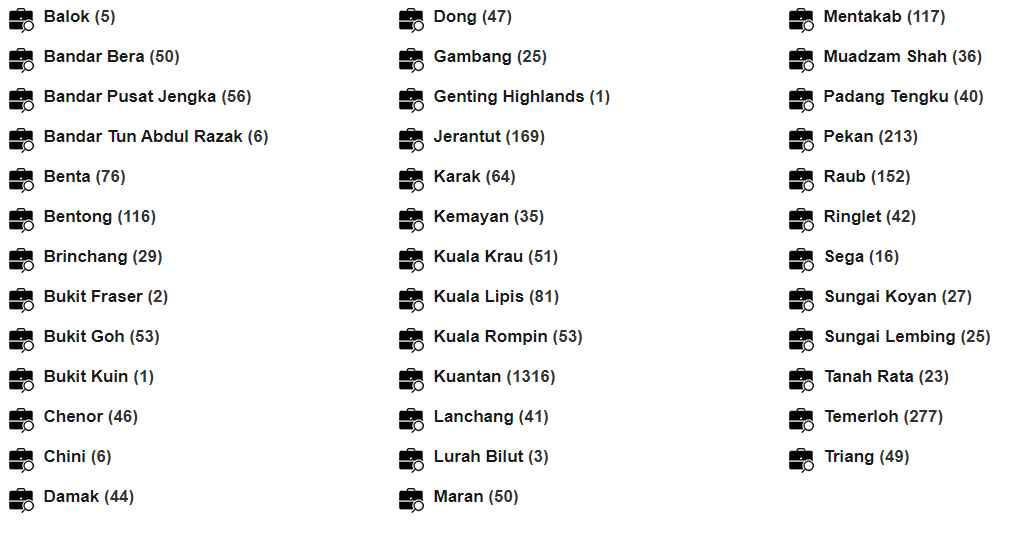 Balok (5)
Bandar Bera (50)
Bandar Pusat Jengka (56)
Bandar Tun Abdul Razak (6)
Benta (76)
Bentong (116)
Brinchang (29)
Bukit Fraser (2)
Bukit Goh (53)
Bukit Kuin (1)
Chenor (46)
Chini (6)
Damak (44)
Dong (47)
Gambang (25)
Genting Highlands (1)
Jerantut (169)
Karak (64)
Kemayan (35)
Kuala Krau (51)
Kuala Lipis (81)
Kuala Rompin (53)
Kuantan (1316)
Lanchang (41)
Lurah Bilut (3)
Maran (50)
Mentakab (117)
Muadzam Shah (36)
Padang Tengku (40)
Pekan (213)
Raub (152)
Ringlet (42)
Sega (16)
Sungai Koyan (27)
Sungai Lembing (25)
Tanah Rata (23)
Temerloh (277)
Triang (49)